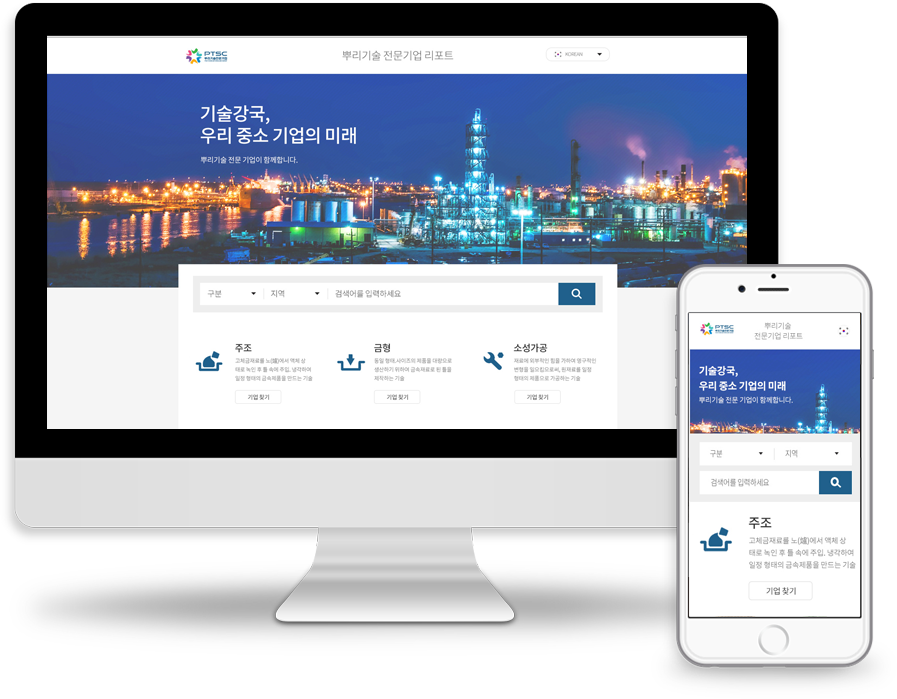 PTSC
뿌리기술 전문기업 리포트
KOREAN
기술강국,
우리 중소 기업의 미래
뿌리기술 전문 기업이 함께합니다.
구분
지역
검색어를 입력하세요
주조
고체금재료를 노(爐)에서 액체 상
태로 녹인 후 틀 속에 주입, 냉각하여
일정 형태의 금속제품을 만드는 기술
기업 찾기
금형
동일 형태,사이즈의 제품을 대량으로
생산하기 위하여 금속재료로 된 틀을
제작하는 기술
기업 찾기
소성가공
재료에 외부적인 힘을 가하여 영구적인
변형을 일으킴으로써, 원재료를 일정
형태의 제품으로 가공하는 기술
기업 찾기
PTSC
뿌리기술
전문기업 리포트
기술강국,
우리 중소 기업의 미래
뿌리기술 전문 기업이 함께합니다.
구분
지역
검색어를 입력하세요
주조
고체금재료를 노(爐)에서 액체 상
태로 녹인 후 틀 속에 주입, 냉각하여
일정 형태의 금속제품을 만드는 기술
기업 찾기